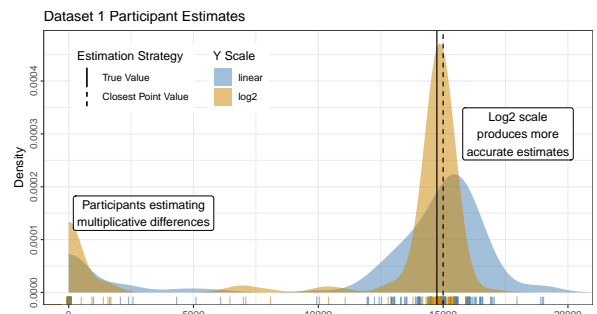 Dataset 1 Participant Estimates
Estimation Strategy
True Value
Closest Point Value
Y Scale
linear
log2
Log2 scale
produces more
accurate estimates
Participants estimating
multiplicative differences
Density
0.0004
0.0003
0.0002
0.0001
0.0000
0
5000
10000
15000
20000